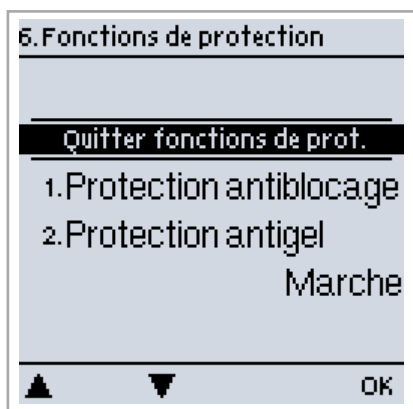 6.Fonctions de protection
Quitter fonctions de prot.
1.Protection antiblocage
2.Protection antigel
Marche
OK